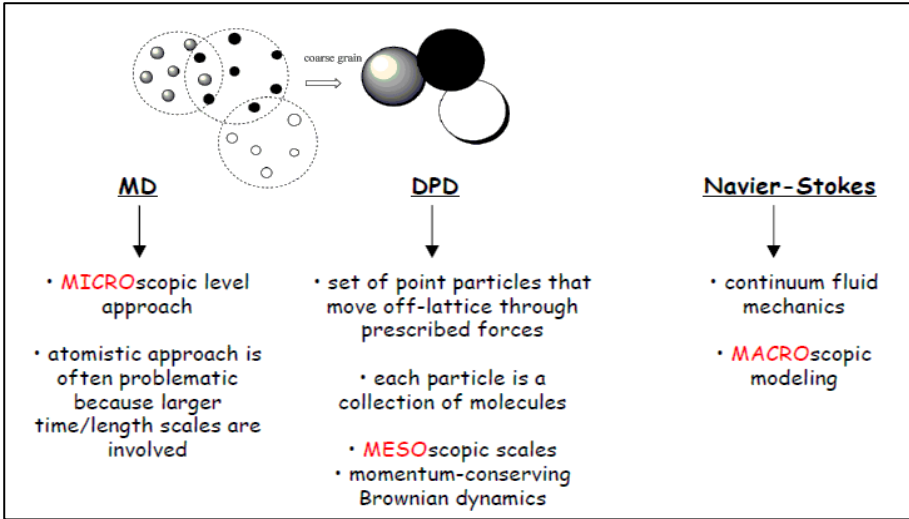 coarse grain
MD
• MICROscopic level
approach
• atomistic approach is
often problematic
because larger
time/length scales are
involved
DPD
• set of point particles that
move off-lattice through
prescribed forces
• each particle is a
collection of molecules
• MESOscopic scales
• momentum-conserving
Brownian dynamics
Navier-Stokes
• continuum fluid
mechanics
• MACROscopic
modeling